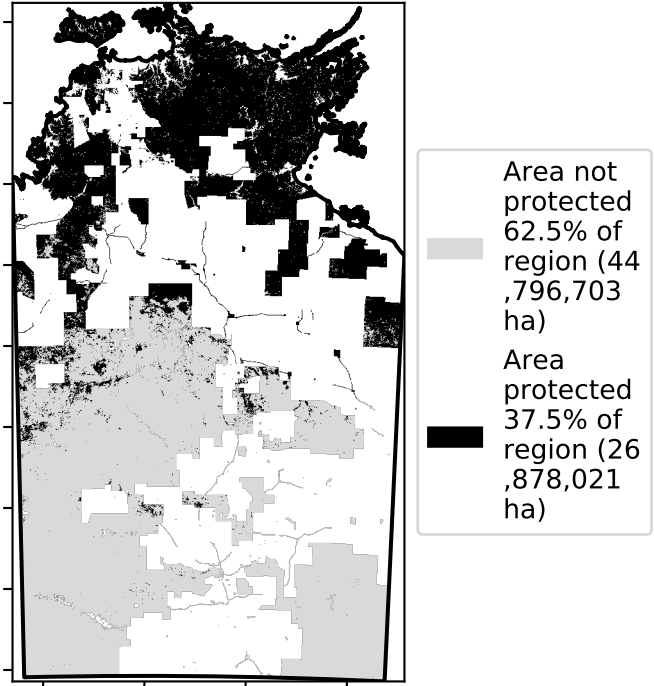 Area not
protected
62.5% of
region (44
,796,703
ha)
Area
protected
37.5% of
region (26
,878,021
ha)